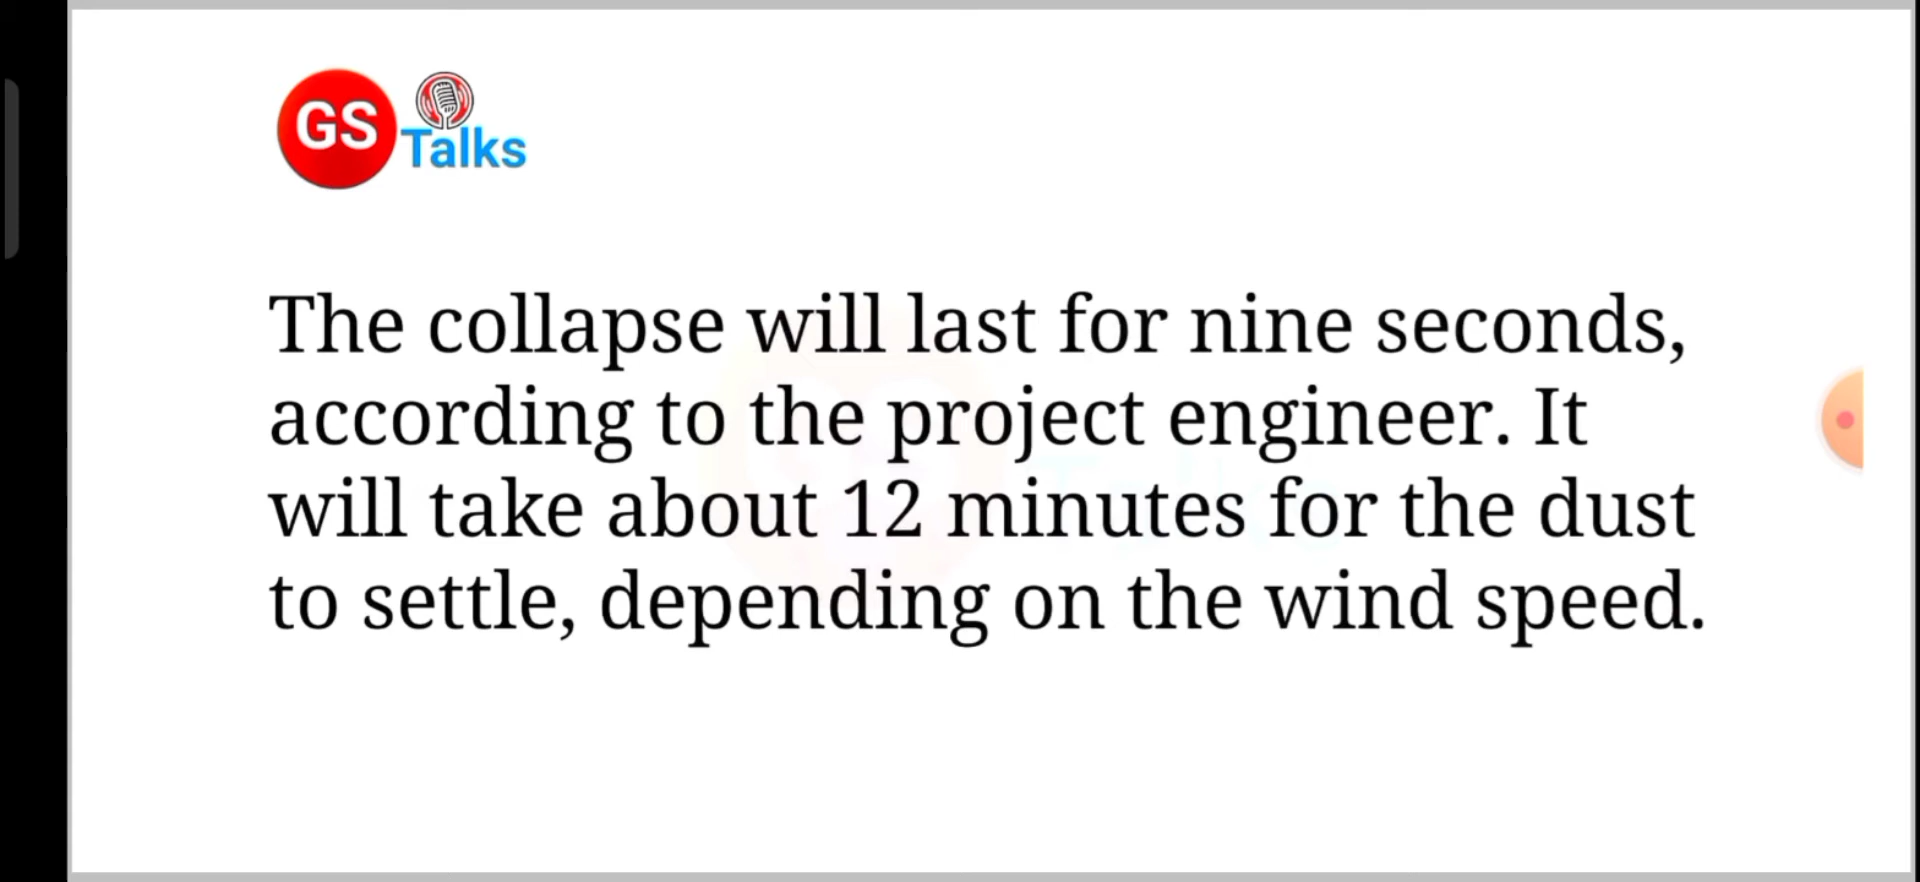 GS
Talks
The collapse will last for nine seconds,
according to the project engineer. It
will take about 12 minutes for the dust
to settle, depending on the wind speed.